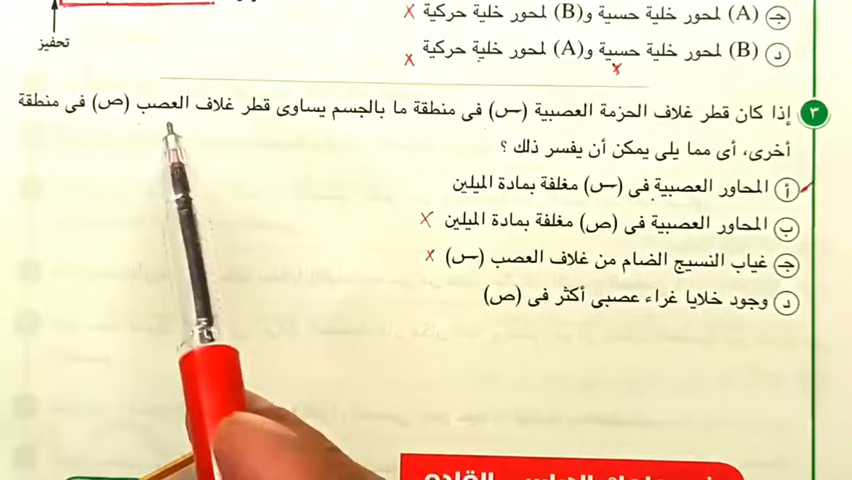 ج (A) لمحور خلية حسية و(B) لمحور خلية حركية
د (B) لمحور خلية حسية و(A) لمحور خلية حركية
تحفيز
٣ إذا كان قطر غلاف الحزمة العصبية (س) فى منطقة ما بالجسم يساوى قطر غلاف العصب (ص) فى منطقة
أخرى، أى مما يلى يمكن أن يفسر ذلك ؟
أ المحاور العصبية فى (س) مغلفة بمادة الميلين
ب المحاور العصبية فى (ص) مغلفة بمادة الميلين
ج غياب النسيج الضام من غلاف العصب (س)
د وجود خلايا غراء عصبى أكثر فى (ص)